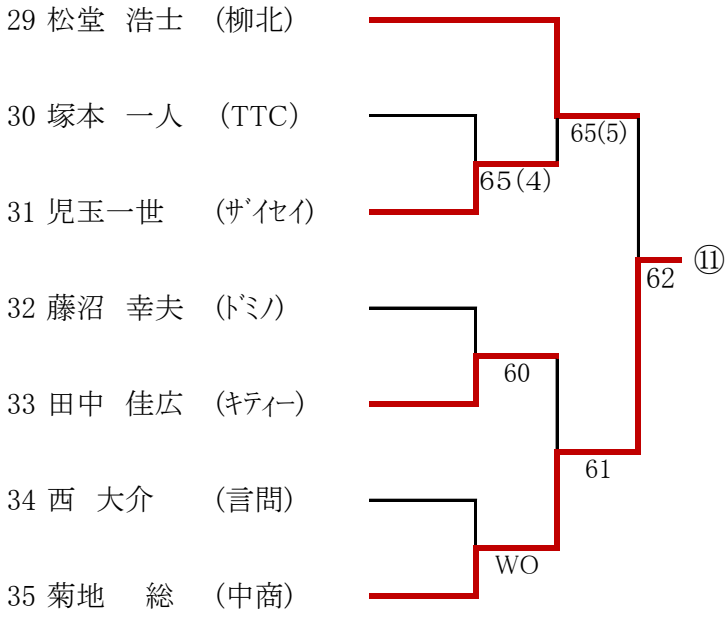 29 松堂 浩士 (柳北)
65(5)
30 塚本 一人 (TTC)
65(4)
31 児玉一世 (ｻﾞｲｾｲ)
⑪
62
32 藤沼 幸夫 (ﾄﾞﾐﾉ)
60
33 田中 佳広 (ｷﾃｨｰ)
61
34 西 大介 (言問)
WO
35 菊地 総 (中商)